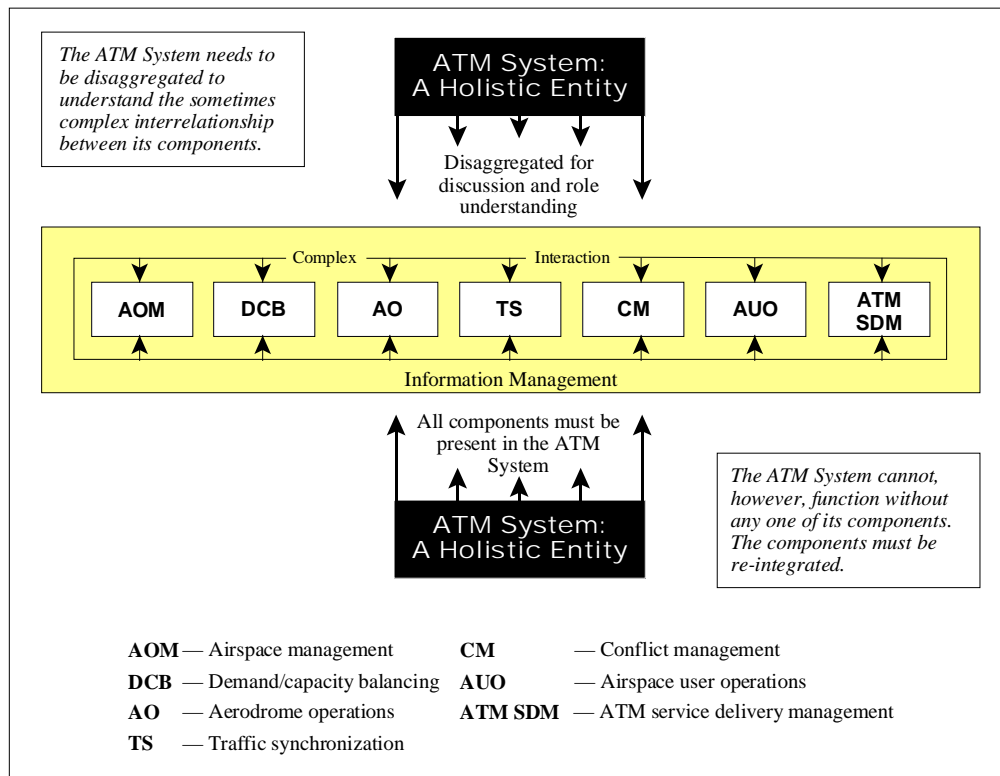 The ATM System needs to
be disaggregated to
understand the sometimes
complex interrelationship
between its components.
ATM System:
A Holistic Entity
Disaggregated for
discussion and role
understanding
Complex
Interaction
AOM
DCB
AO
TS
CM
AUO
ATM
SDM
Information Management
All components must be
present in the ATM
System
ATM System:
A Holistic Entity
The ATM System cannot,
however, function without
any one of its components.
The components must be
re-integrated.
AOM — Airspace management
DCB — Demand/capacity balancing
AO — Aerodrome operations
TS — Traffic synchronization
CM — Conflict management
AUO — Airspace user operations
ATM SDM — ATM service delivery management